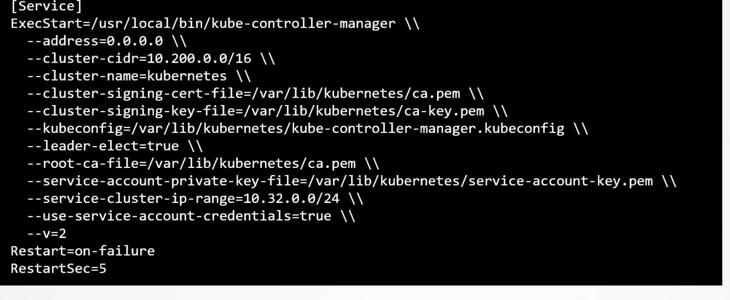 [Service]
ExecStart=/usr/local/bin/kube-controller-manager \\
  --address=0.0.0.0 \\
  --cluster-cidr=10.200.0.0/16 \\
  --cluster-name=kubernetes \\
  --cluster-signing-cert-file=/var/lib/kubernetes/ca.pem \\
  --cluster-signing-key-file=/var/lib/kubernetes/ca-key.pem \\
  --kubeconfig=/var/lib/kubernetes/kube-controller-manager.kubeconfig \\
  --leader-elect=true \\
  --root-ca-file=/var/lib/kubernetes/ca.pem \\
  --service-account-private-key-file=/var/lib/kubernetes/service-account-key.pem \\
  --service-cluster-ip-range=10.32.0.0/24 \\
  --use-service-account-credentials=true \\
  --v=2
Restart=on-failure
RestartSec=5